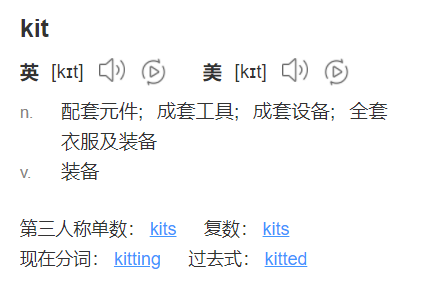 kit
英 [kɪt] 美 [kɪt]
n. 配套元件；成套工具；成套设备；全套
衣服及装备
v. 装备
第三人称单数： kits 复数： kits
现在分词： kitting 过去式： kitted